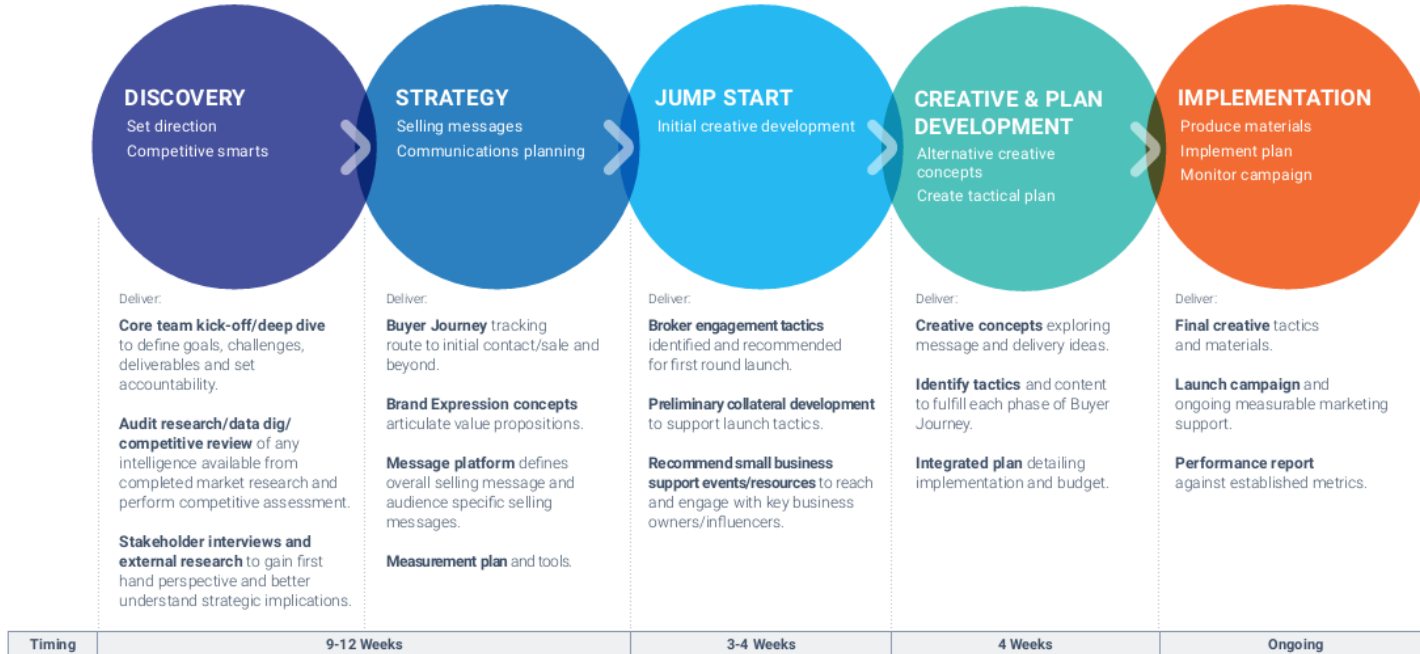 DISCOVERY
Set direction
Competitive smarts
STRATEGY
Selling messages
Communications planning
JUMP START
Initial creative development
CREATIVE & PLAN
DEVELOPMENT
Alternative creative
concepts
Create tactical plan
IMPLEMENTATION
Produce materials
Implement plan
Monitor campaign
Deliver:
Core team kick-off/deep dive
to define goals, challenges,
deliverables and set
accountability.
Audit research/data dig/
competitive review of any
intelligence available from
completed market research and
perform competitive assessment.
Stakeholder interviews and
external research to gain first
hand perspective and better
understand strategic implications.
Deliver:
Buyer Journey tracking
route to initial contact/sale and
beyond.
Brand Expression concepts
articulate value propositions.
Message platform defines
overall selling message and
audience specific selling
messages.
Measurement plan and tools.
Deliver:
Broker engagement tactics
identified and recommended
for first round launch.
Preliminary collateral development
to support launch tactics.
Recommend small business
support events/resources to reach
and engage with key business
owners/influencers.
Deliver:
Creative concepts exploring
message and delivery ideas.
Identify tactics and content
to fulfill each phase of Buyer
Journey.
Integrated plan detailing
implementation and budget.
Deliver:
Final creative tactics
and materials.
Launch campaign and
ongoing measurable marketing
support.
Performance report
against established metrics.
Timing
9-12 Weeks
3-4 Weeks
4 Weeks
Ongoing